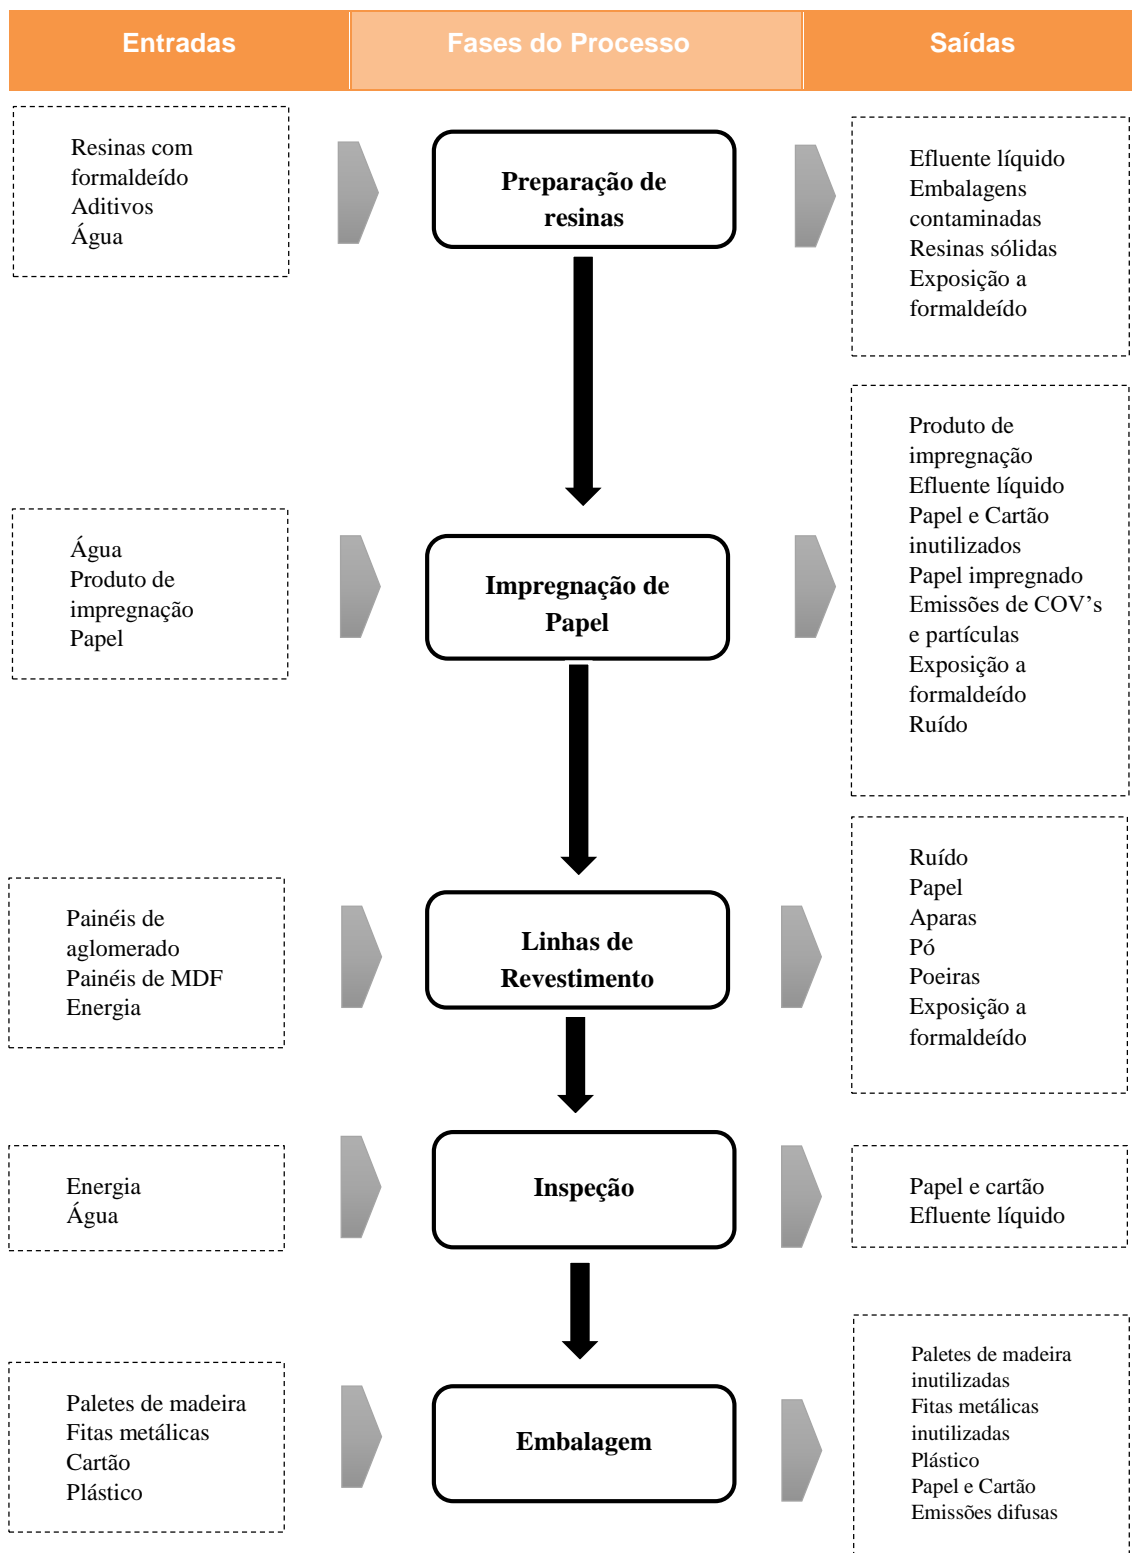 Entradas
Fases do Processo
Saídas
Resinas com
formaldeído
Aditivos
Água
Preparação de
resinas
Efluente líquido
Embalagens
contaminadas
Resinas sólidas
Exposição a
formaldeído
Água
Produto de
impregnação
Papel
Impregnação de
Papel
Produto de
impregnação
Efluente líquido
Papel e Cartão
inutilizados
Papel impregnado
Emissões de COV’s
e partículas
Exposição a
formaldeído
Ruído
Painéis de
aglomerado
Painéis de MDF
Energia
Linhas de
Revestimento
Ruído
Papel
Aparas
Pó
Poeiras
Exposição a
formaldeído
Energia
Água
Inspeção
Papel e cartão
Efluente líquido
Paletes de madeira
Fitas metálicas
Cartão
Plástico
Embalagem
Paletes de madeira
inutilizadas
Fitas metálicas
inutilizadas
Plástico
Papel e Cartão
Emissões difusas